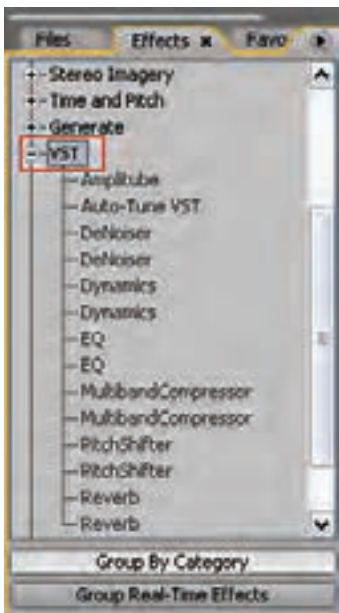 Files Effects Favo
Stereo Imagery
Time and Pitch
Generate
VST
Amplitube
Auto-Tune VST
DeNoiser
DeNoiser
Dynamics
Dynamics
EQ
EQ
MultibandCompressor
MultibandCompressor
PitchShifter
PitchShifter
Reverb
Reverb
Group By Category
Group Real-Time Effects